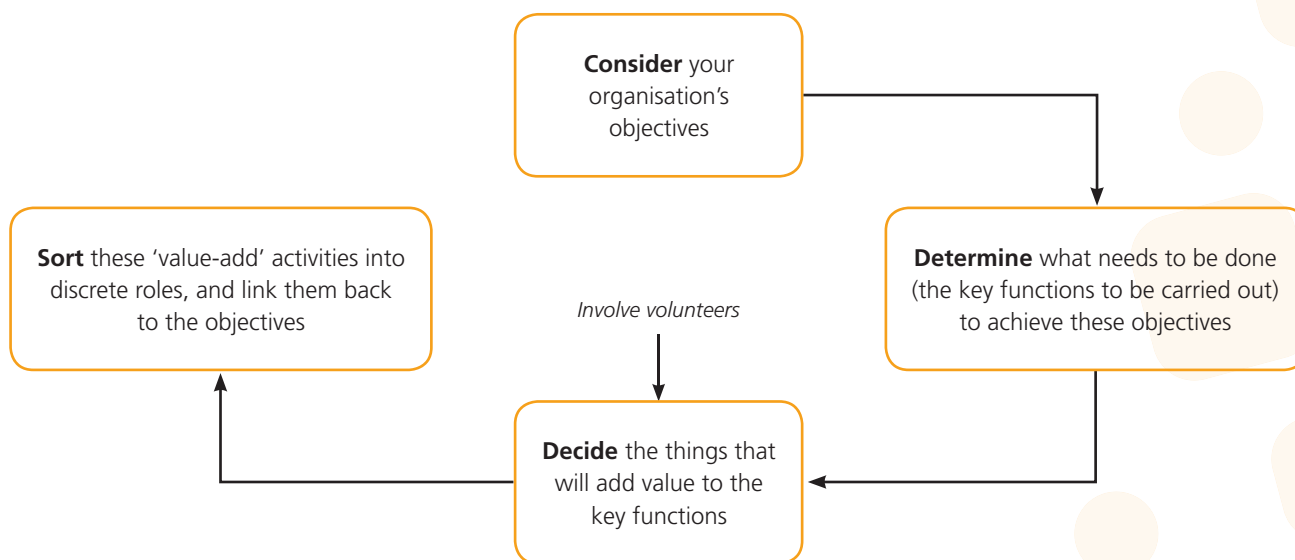 Consider your
organisation's
objectives
Determine what needs to be done
(the key functions to be carried out)
to achieve these objectives
Involve volunteers
Decide the things that
will add value to the
key functions
Sort these ‘value-add’ activities into
discrete roles, and link them back
to the objectives